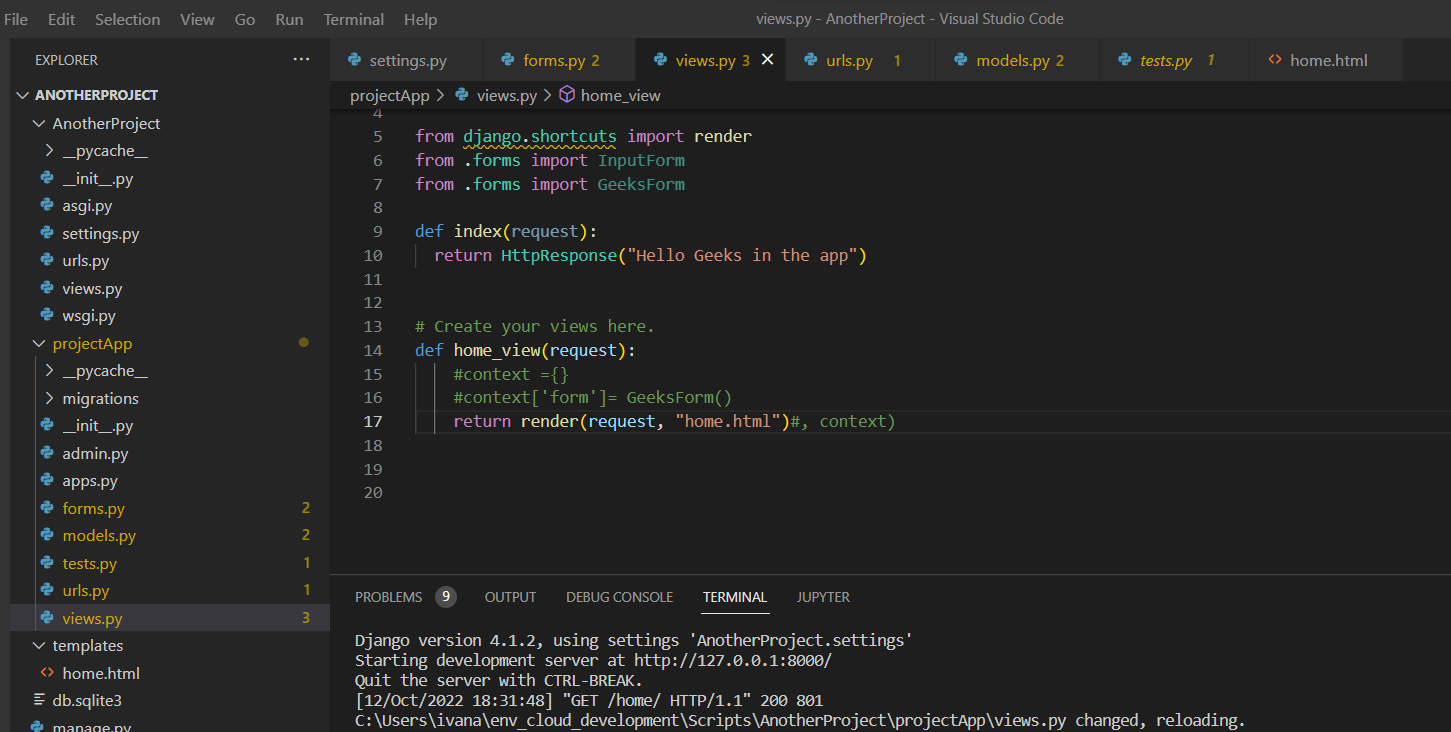 File Edit Selection View Go Run Terminal Help
views.py - AnotherProject - Visual Studio Code
EXPLORER ...
ANOTHERPROJECT
AnotherProject
__pycache__
__init__.py
asgi.py
settings.py
urls.py
views.py
wsgi.py
projectApp
__pycache__
migrations
__init__.py
admin.py
apps.py
forms.py 2
models.py 2
tests.py 1
urls.py 1
views.py 3
templates
home.html
db.sqlite3
manage.py
settings.py forms.py 2 views.py 3 urls.py 1 models.py 2 tests.py 1 home.html
projectApp > views.py > home_view
4
5 from django.shortcuts import render
6 from .forms import InputForm
7 from .forms import GeeksForm
8
9 def index(request):
10 return HttpResponse("Hello Geeks in the app")
11
12
13 # Create your views here.
14 def home_view(request):
15 #context ={}
16 #context['form']= GeeksForm()
17 return render(request, "home.html")#, context)
18
19
20
PROBLEMS 9 OUTPUT DEBUG CONSOLE TERMINAL JUPYTER
Django version 4.1.2, using settings 'AnotherProject.settings'
Starting development server at http://127.0.0.1:8000/
Quit the server with CTRL-BREAK.
[12/Oct/2022 18:31:48] "GET /home/ HTTP/1.1" 200 801
C:\Users\ivana\env_cloud_development\Scripts\AnotherProject\projectApp\views.py changed, reloading.